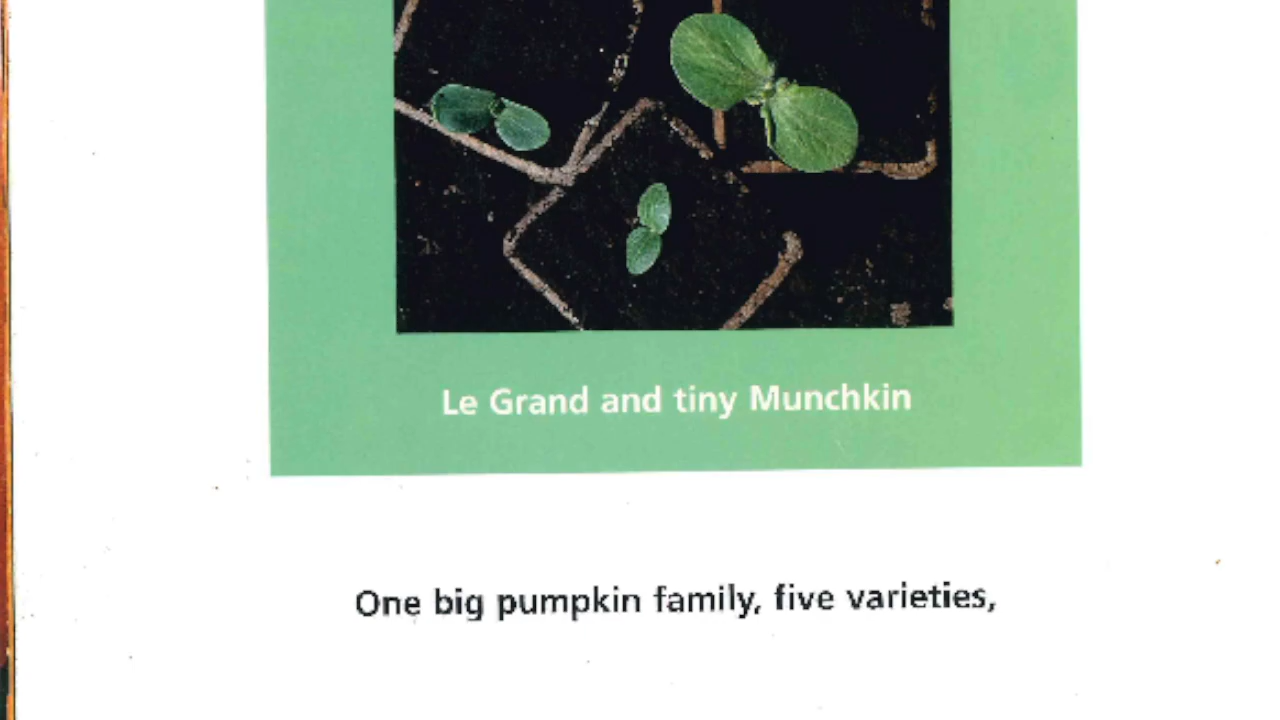 Le Grand and tiny Munchkin
One big pumpkin family, five varieties,